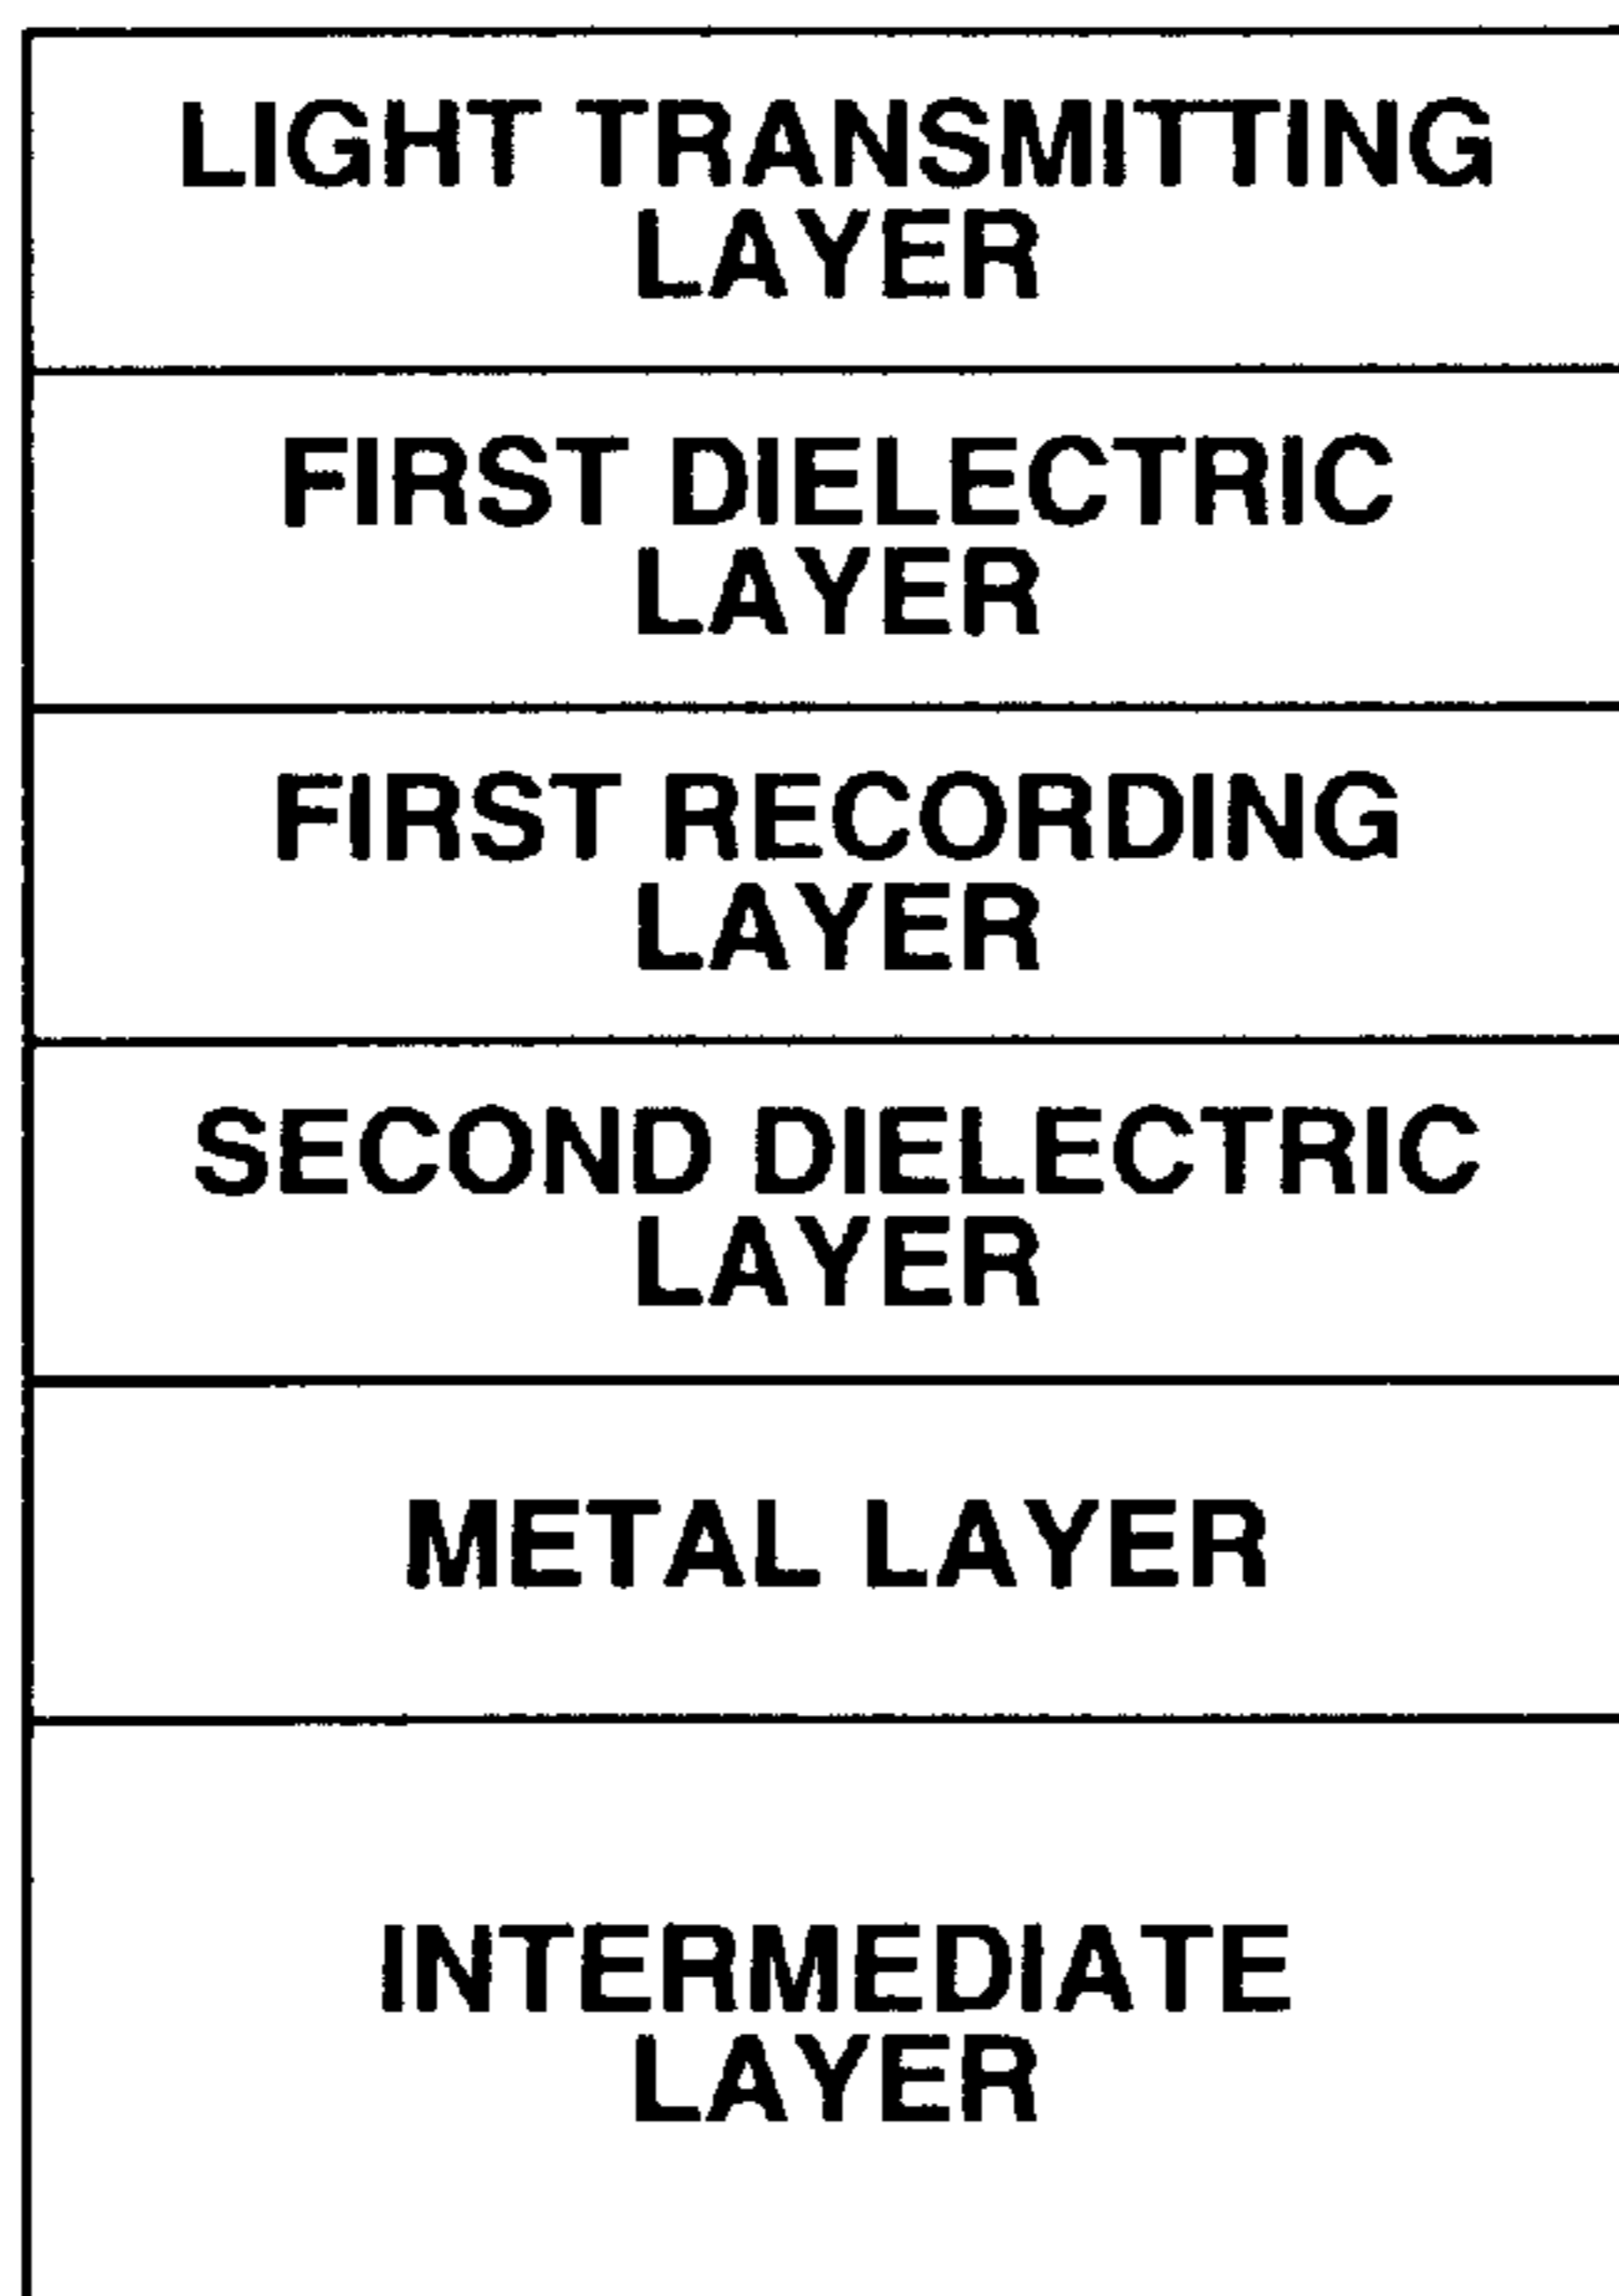 LIGHT TRANSMITTING
LAYER
FIRST DIELECTRIC
LAYER
FIRST RECORDING
LAYER
SECOND DIELECTRIC
LAYER
METAL LAYER
INTERMEDIATE
LAYER